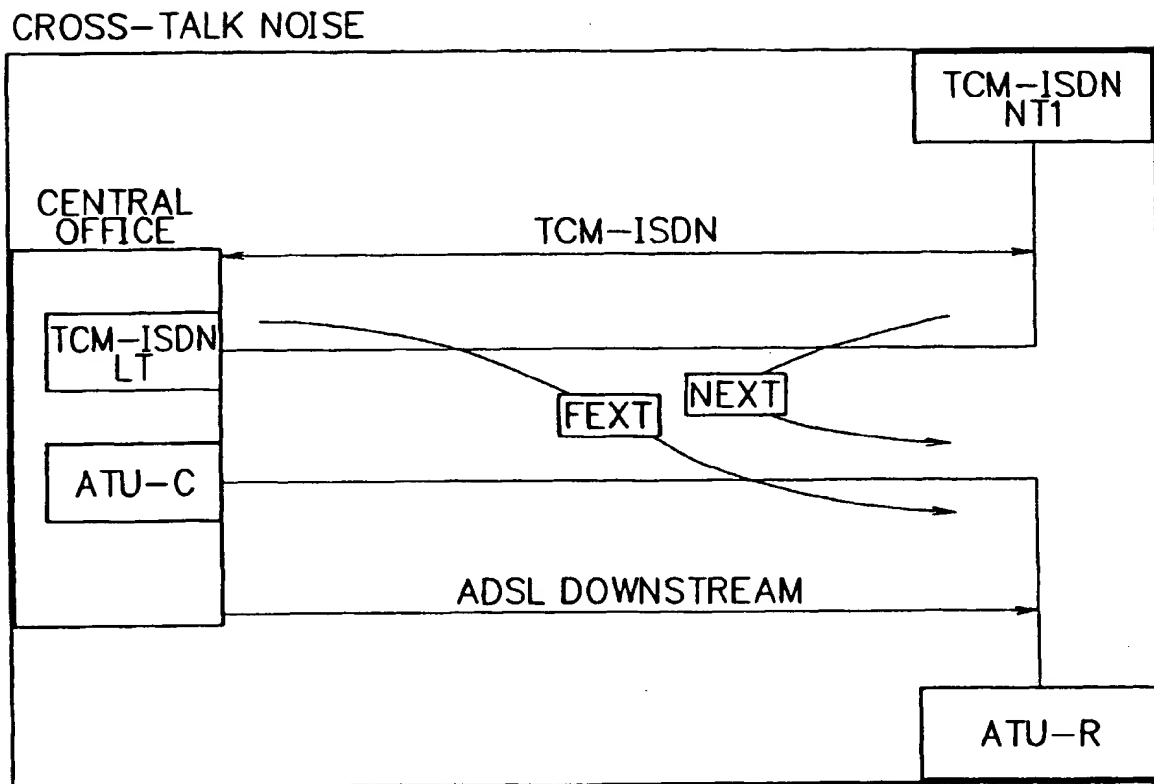 CROSS-TALK NOISE
TCM-ISDN
NT1
CENTRAL
OFFICE
TCM-ISDN
TCM-ISDN
LT
NEXT
FEXT
ATU-C
ADSL DOWNSTREAM
ATU-R